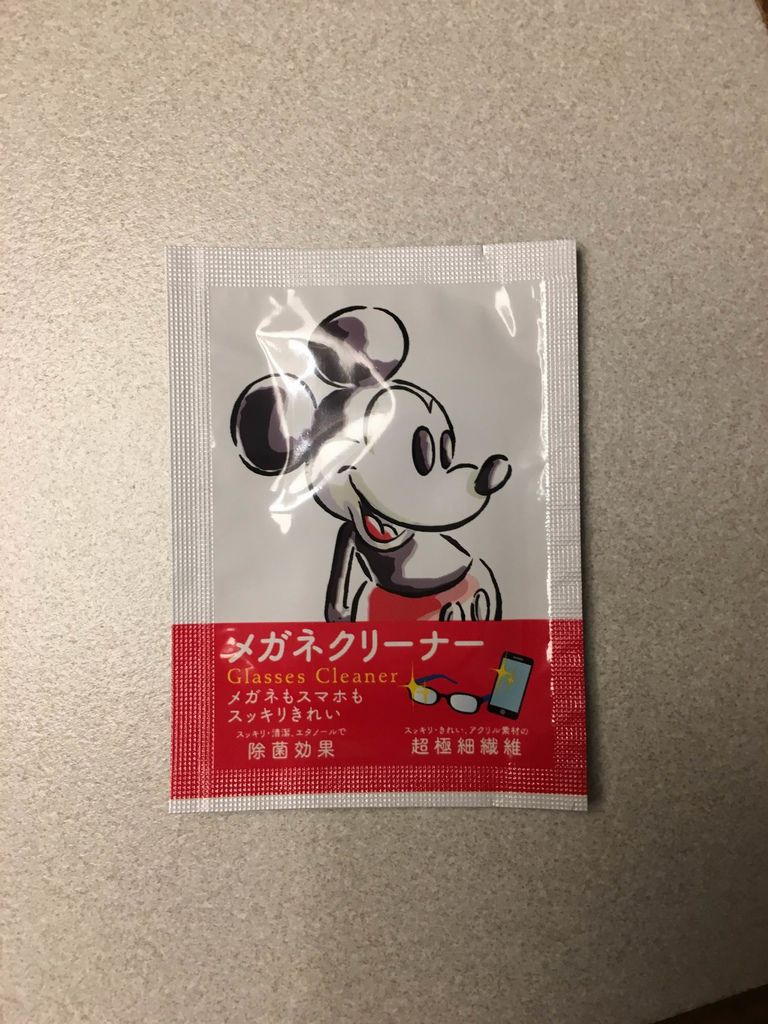 メガネクリーナー
Glasses Cleaner
メガネもスマホも
スッキリきれい
スッキリ・清潔、エタノールで
除菌効果
スッキリ・きれい、アクリル素材の
超極細繊維